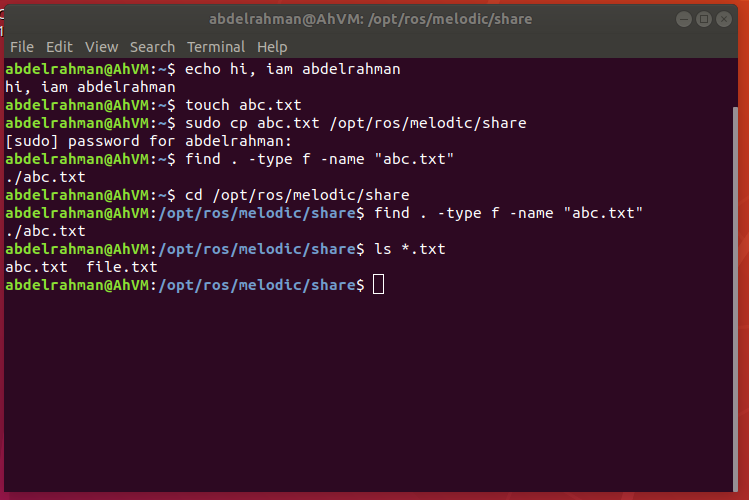 abdelrahman@AhVM: /opt/ros/melodic/share
File Edit View Search Terminal Help
abdelrahman@AhVM:~$ echo hi, iam abdelrahman
hi, iam abdelrahman
abdelrahman@AhVM:~$ touch abc.txt
abdelrahman@AhVM:~$ sudo cp abc.txt /opt/ros/melodic/share
[sudo] password for abdelrahman:
abdelrahman@AhVM:~$ find . -type f -name "abc.txt"
./abc.txt
abdelrahman@AhVM:~$ cd /opt/ros/melodic/share
abdelrahman@AhVM:/opt/ros/melodic/share$ find . -type f -name "abc.txt"
./abc.txt
abdelrahman@AhVM:/opt/ros/melodic/share$ ls *.txt
abc.txt  file.txt
abdelrahman@AhVM:/opt/ros/melodic/share$